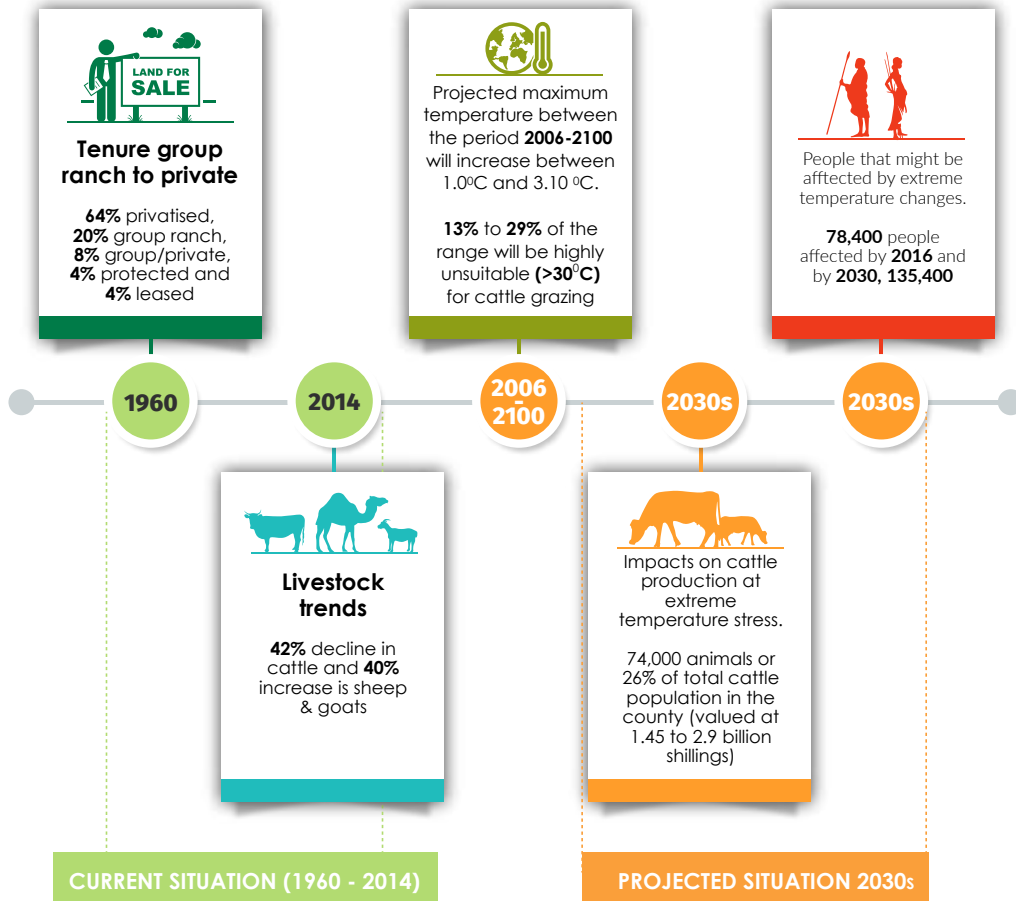 LAND FOR
SALE
Tenure group
ranch to private
64% privatised,
20% group ranch,
8% group/private,
4% protected and
4% leased
Projected maximum
temperature between
the period 2006-2100
will increase between
1.0⁰C and 3.10 ⁰C.
13% to 29% of the
range will be highly
unsuitable (>30⁰C)
for cattle grazing
People that might be
afftected by extreme
temperature changes.
78,400 people
affected by 2016 and
by 2030, 135,400
1960
2014
2006
-
2100
2030s
2030s
Livestock
trends
42% decline in
cattle and 40%
increase is sheep
& goats
Impacts on cattle
production at
extreme
temperature stress.
74,000 animals or
26% of total cattle
population in the
county (valued at
1.45 to 2.9 billion
shillings)
CURRENT SITUATION (1960 - 2014)
PROJECTED SITUATION 2030s